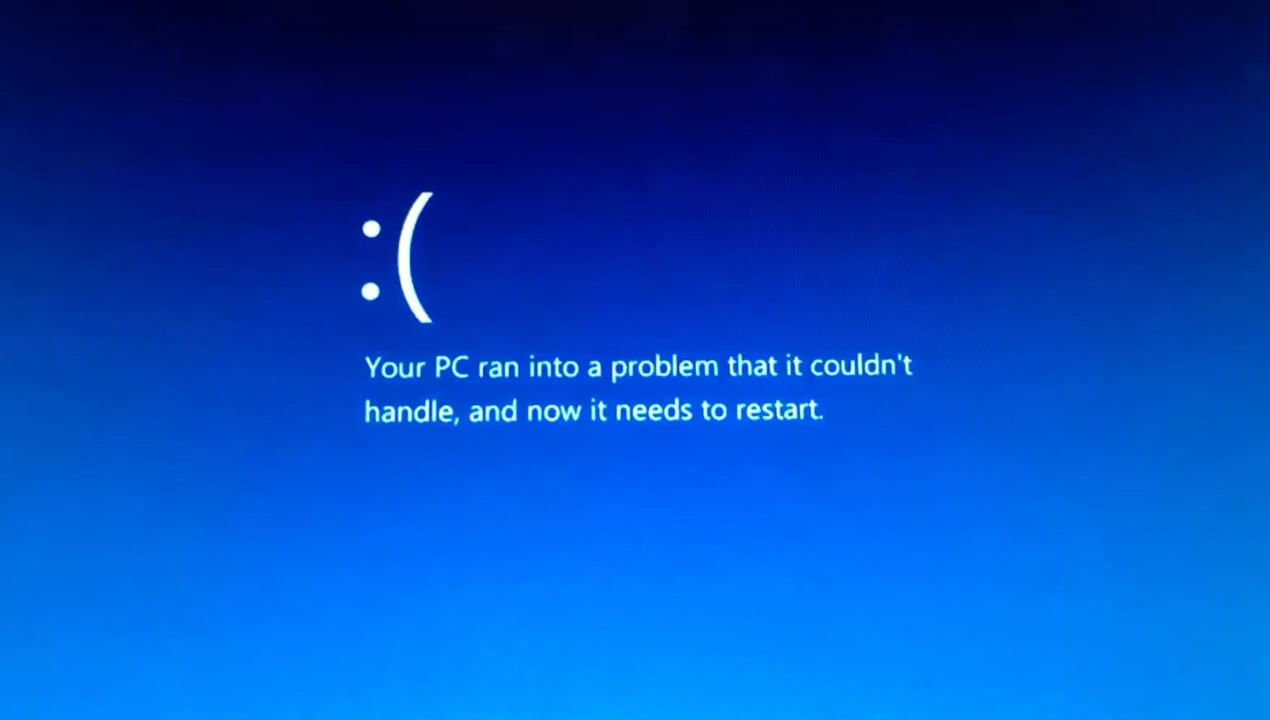 :(
Your PC ran into a problem that it couldn't
handle, and now it needs to restart.